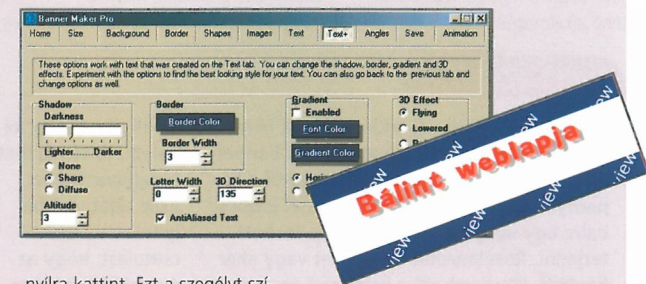 Banner Maker Pro
Home Size Background Border Shapes Images Text Text+ Angles Save Animation
These options work with text that was created on the Text tab. You can change the shadow, border, gradient and 3D
effects. Experiment with the options to find the best looking style for your text. You can also go back to the previous tab and
change options as well.
Shadow
Darkness
Lighter......Darker
None
Sharp
Diffuse
Altitude
3
Border
Border Color
Border Width
3
Letter Width 3D Direction
0 135
AntiAliased Text
Gradient
Enabled
Font Color
Gradient Color
3D Effect
Flying
Lowered
Bálint weblapja
view
view
view
view
view
nyílra kattint. Ezt a szegélyt szí